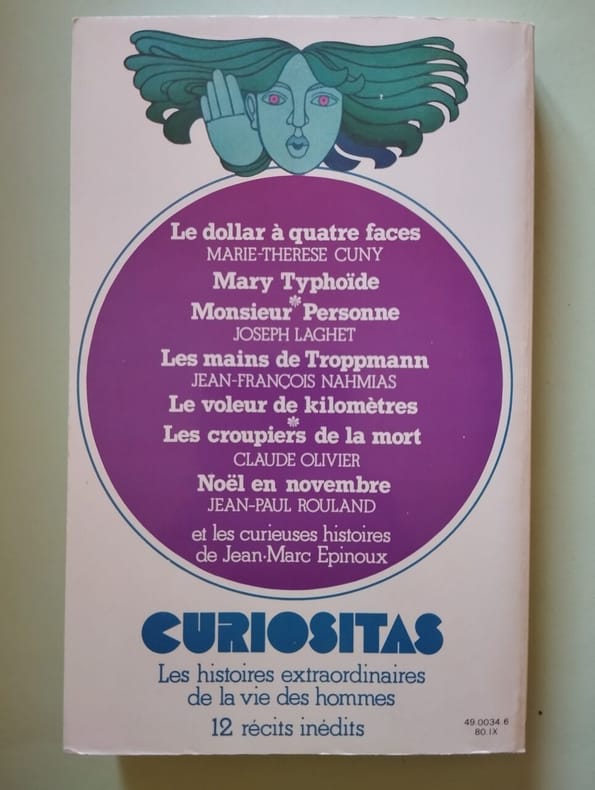 Le dollar à quatre faces
MARIE-THERESE CUNY
Mary Typhoïde
*
Monsieur Personne
JOSEPH LAGHET
Les mains de Troppmann
JEAN-FRANÇOIS NAHMIAS
Le voleur de kilomètres
*
Les croupiers de la mort
CLAUDE OLIVIER
Noël en novembre
JEAN-PAUL ROULAND
et les curieuses histoires
de Jean-Marc Epinoux
CURIOSITAS
Les histoires extraordinaires
de la vie des hommes
12 récits inédits
49.0034.6
80.IX